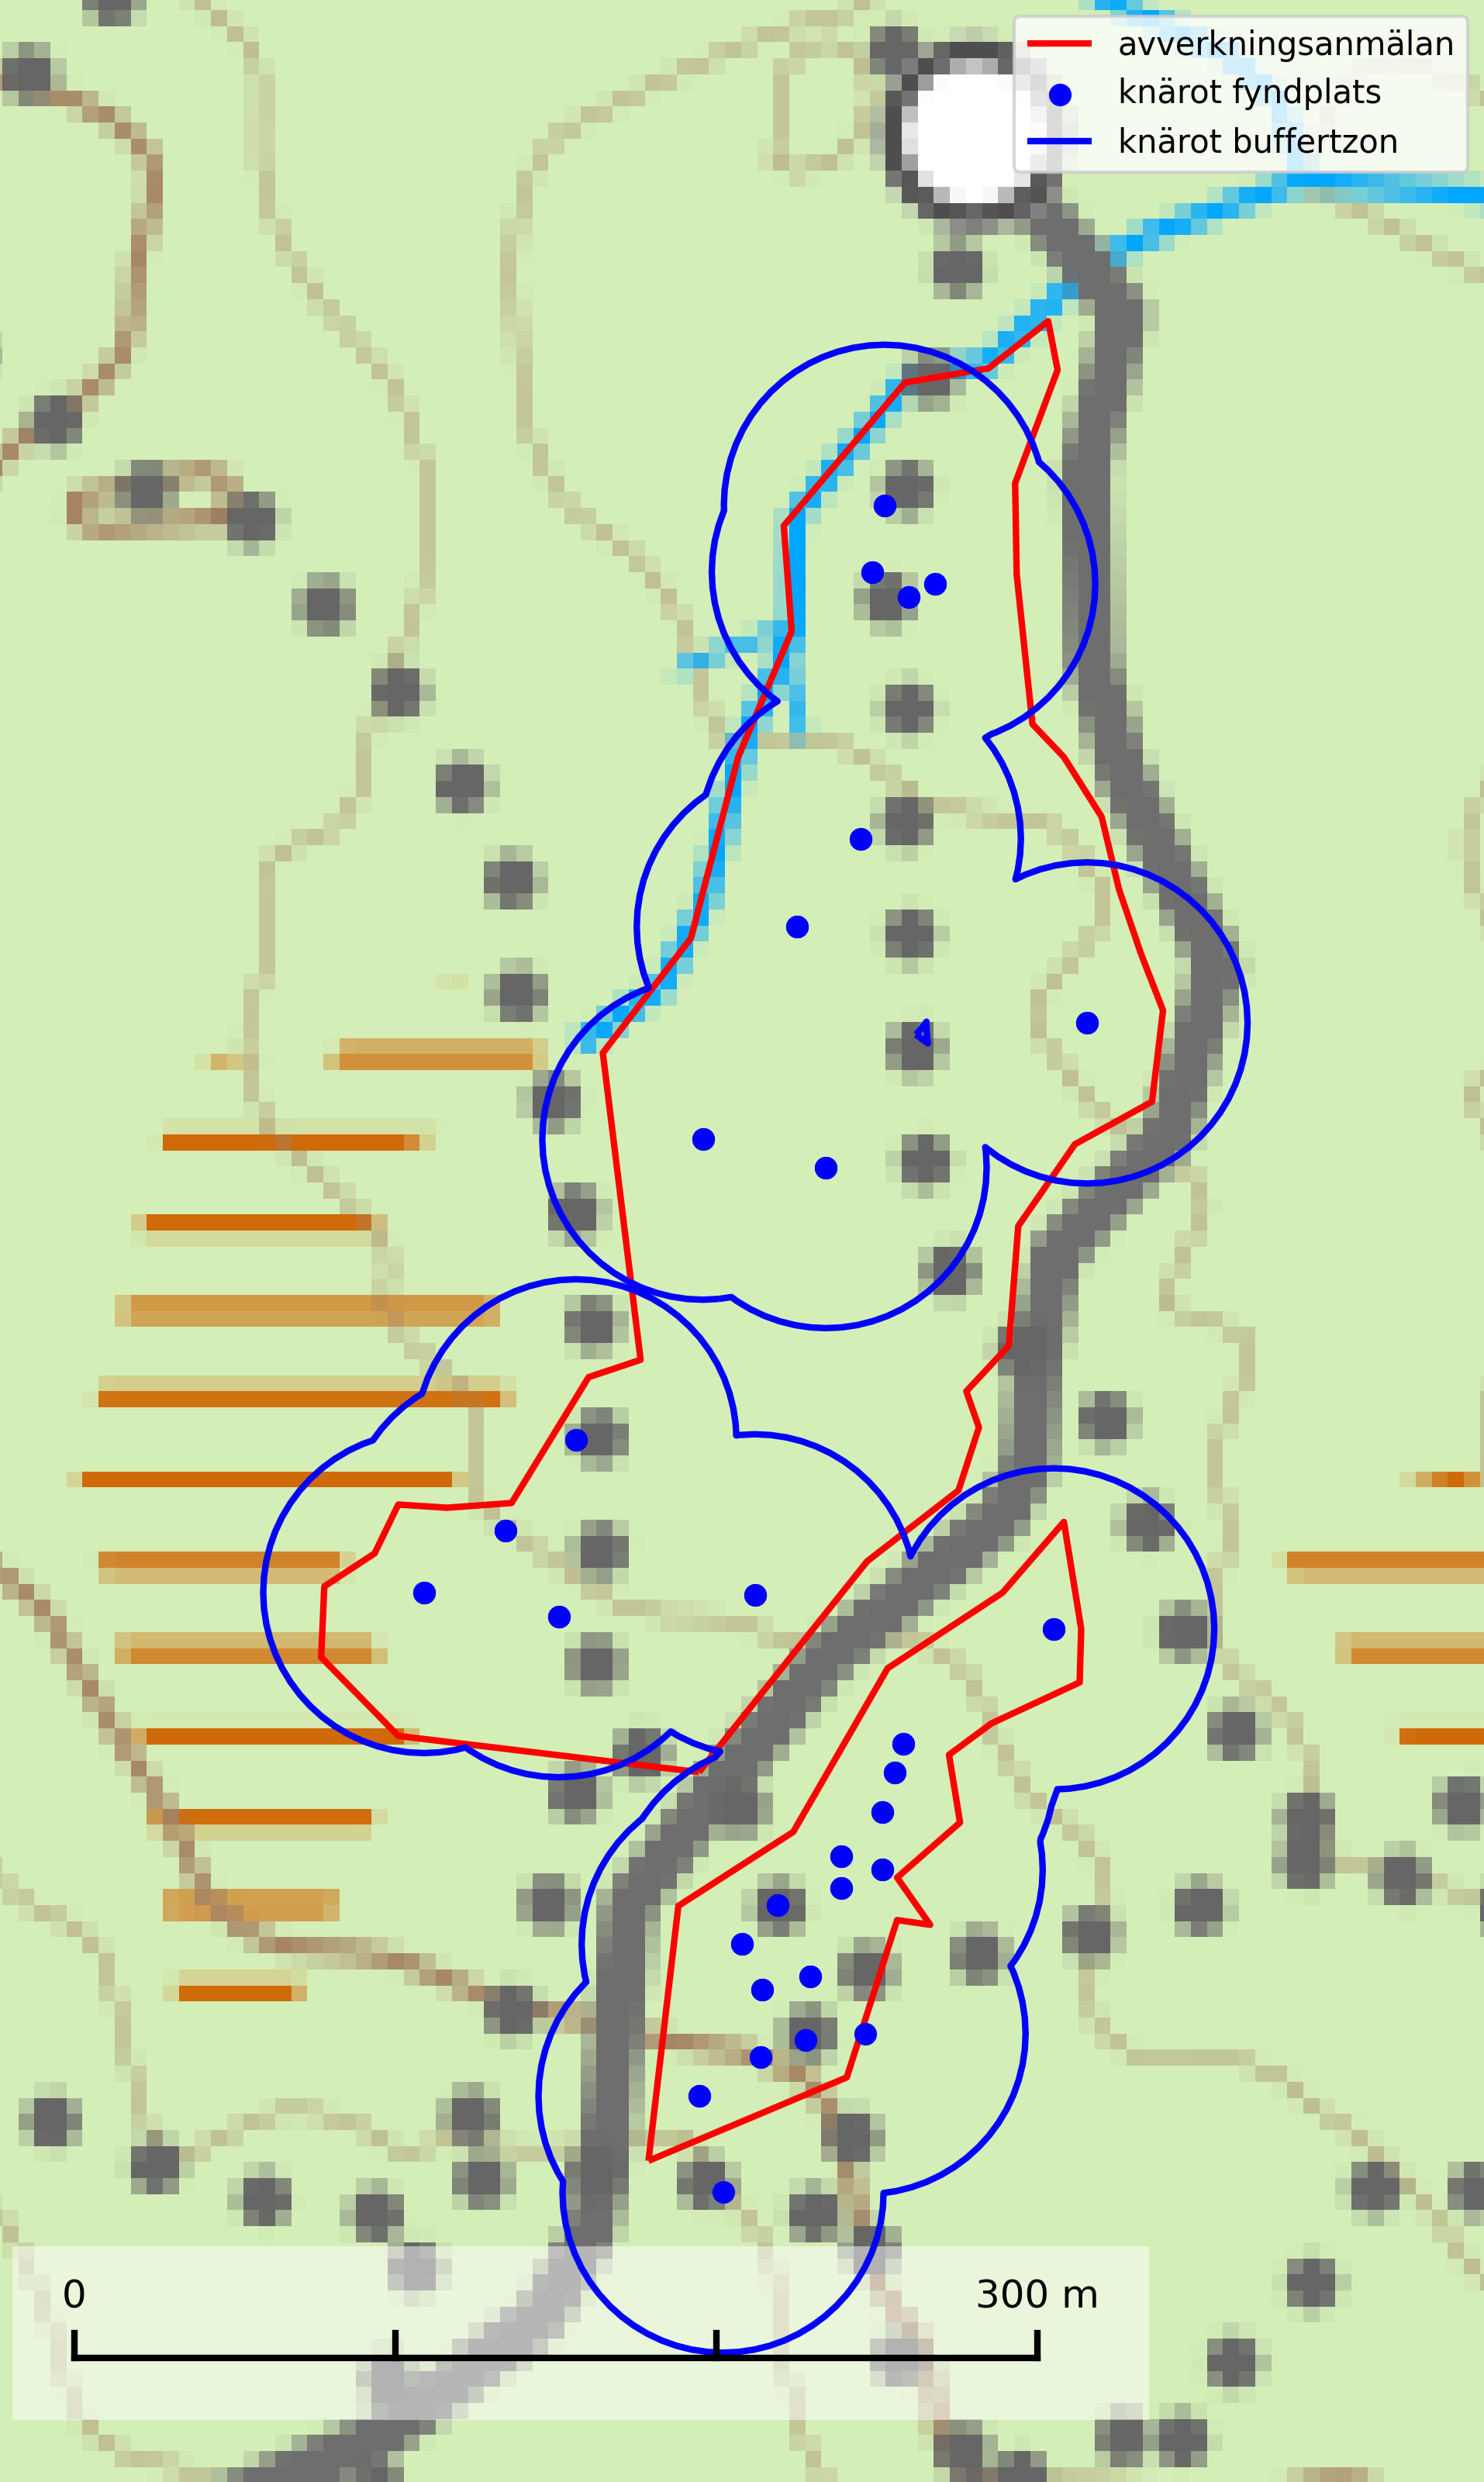 avverkningsanmälan
knärot fyndplats
knärot buffertzon
0 300 m